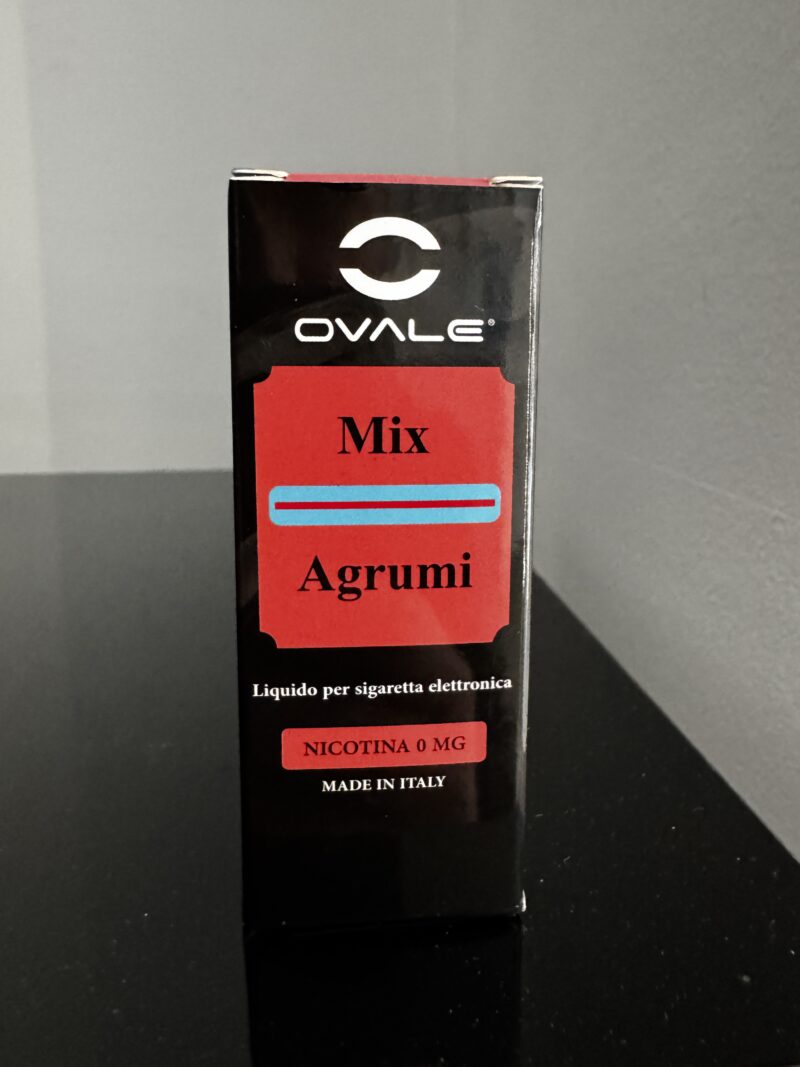 OVALE®
Mix
Agrumi
Liquido per sigaretta elettronica
NICOTINA 0 MG
MADE IN ITALY